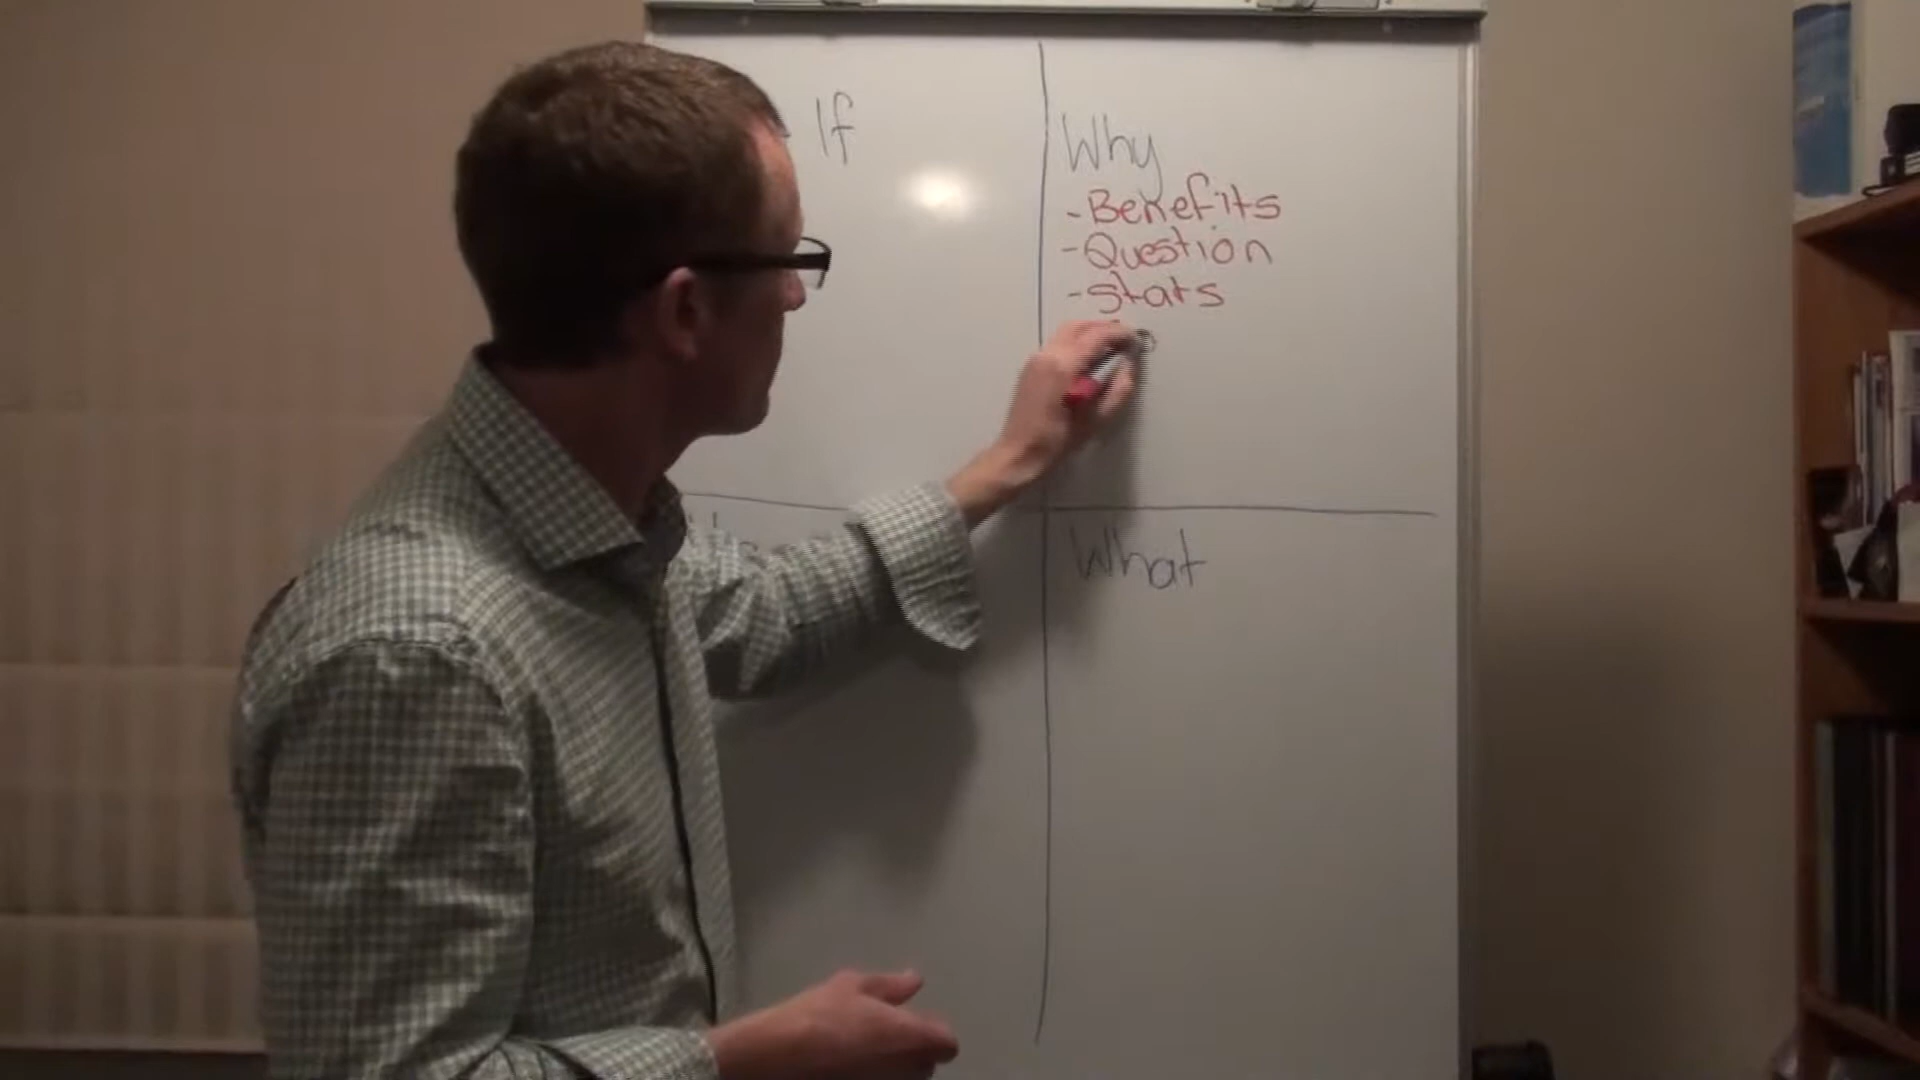 If
Why
-Benefits
-Question
-Stats
What